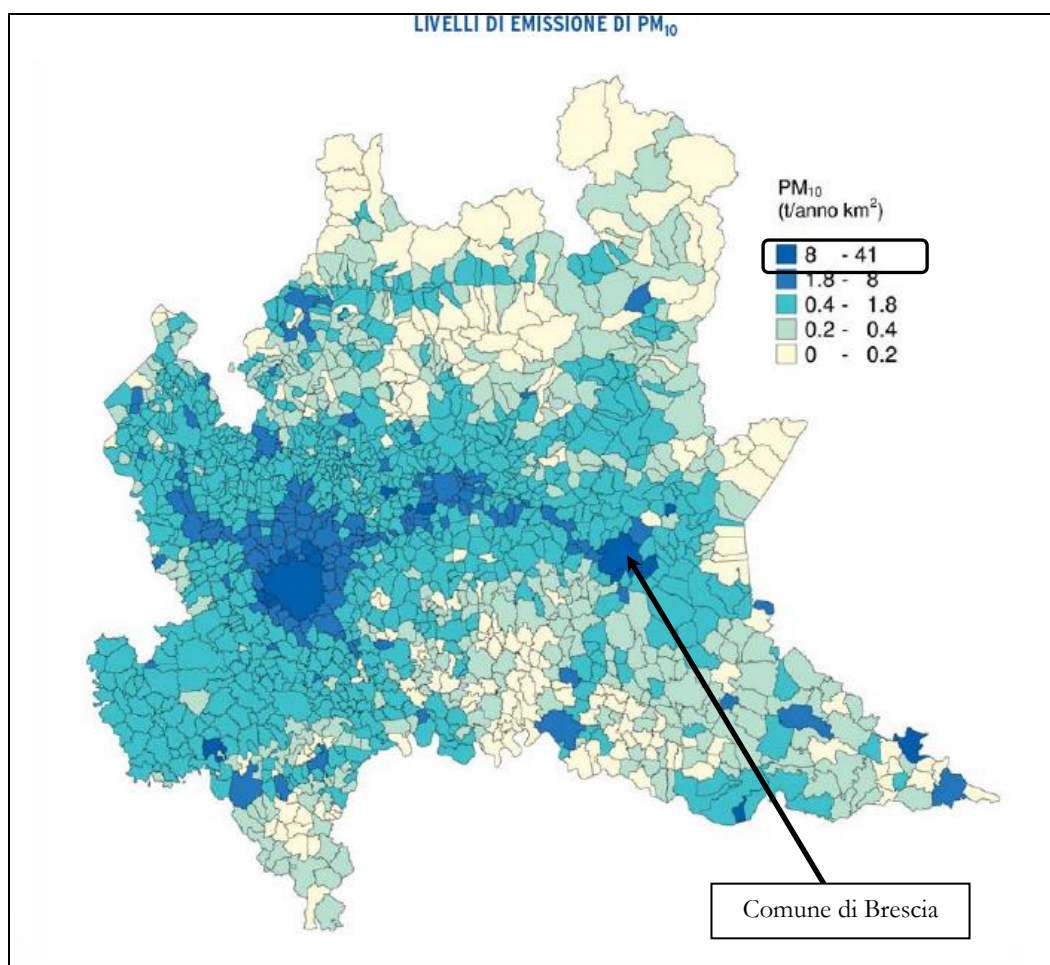 LIVELLI DI EMISSIONE DI PM₁₀
PM₁₀
(t/anno km²)
8 - 41
1.8 - 8
0.4 - 1.8
0.2 - 0.4
0 - 0.2
Comune di Brescia